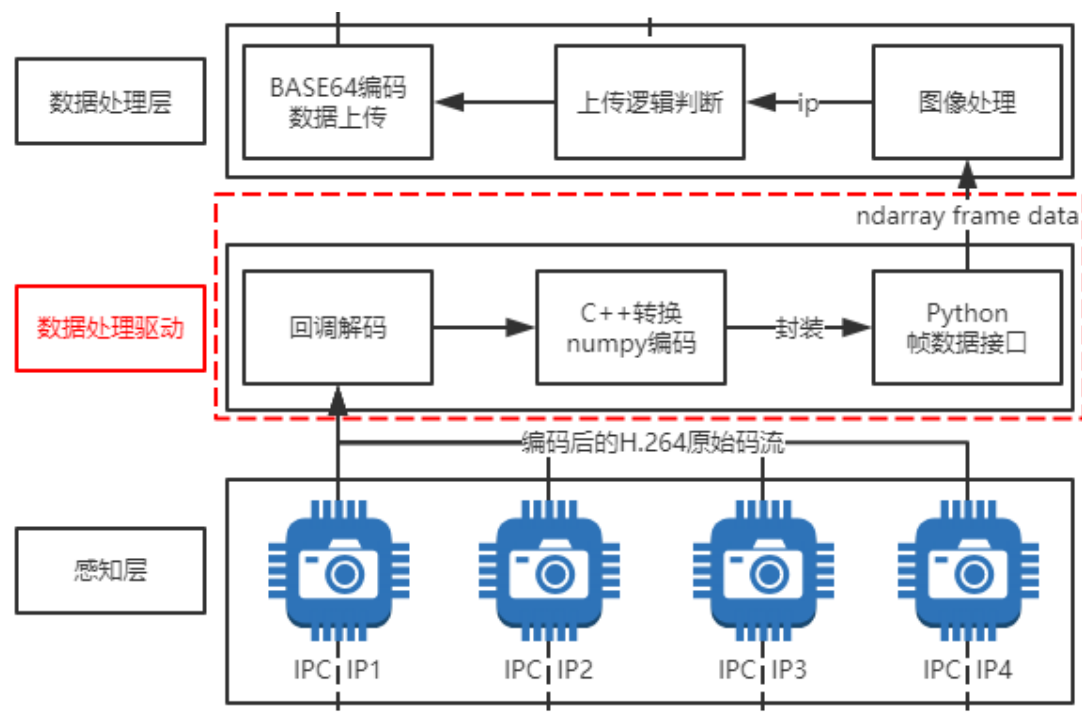 数据处理层
BASE64编码
数据上传
上传逻辑判断
ip
图像处理
ndarray frame data
数据处理驱动
回调解码
C++转换
numpy编码
封装
Python
帧数据接口
编码后的H.264原始码流
感知层
IPC IP1
IPC IP2
IPC IP3
IPC IP4